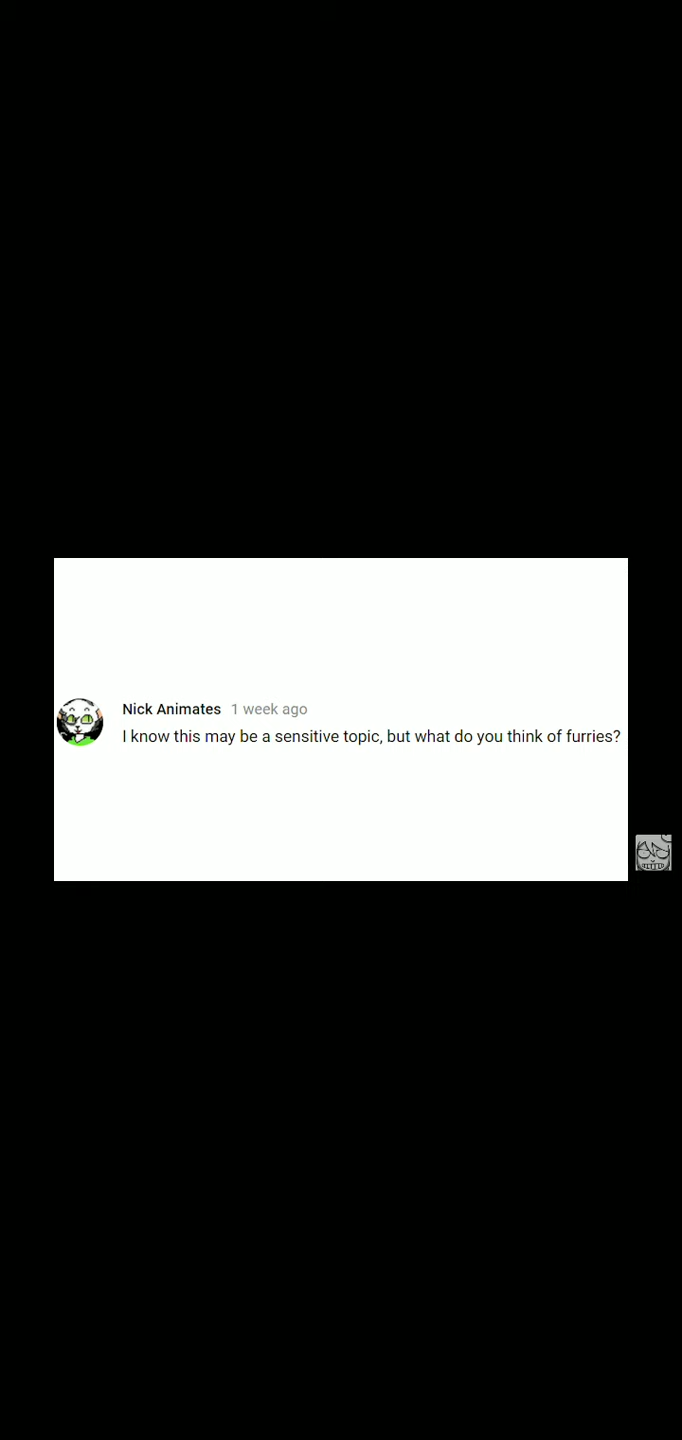 Nick Animates 1 week ago
I know this may be a sensitive topic, but what do you think of furries?